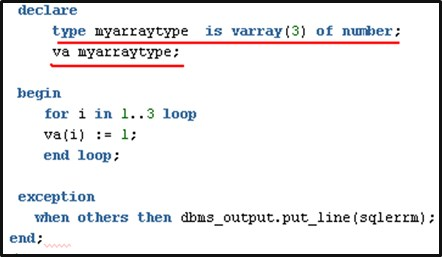 declare
type myarraytype  is varray(3) of number;
va myarraytype;
begin
for i in 1..3 loop
va(i) := 1;
end loop;
exception
when others then dbms_output.put_line(sqlerrm);
end;